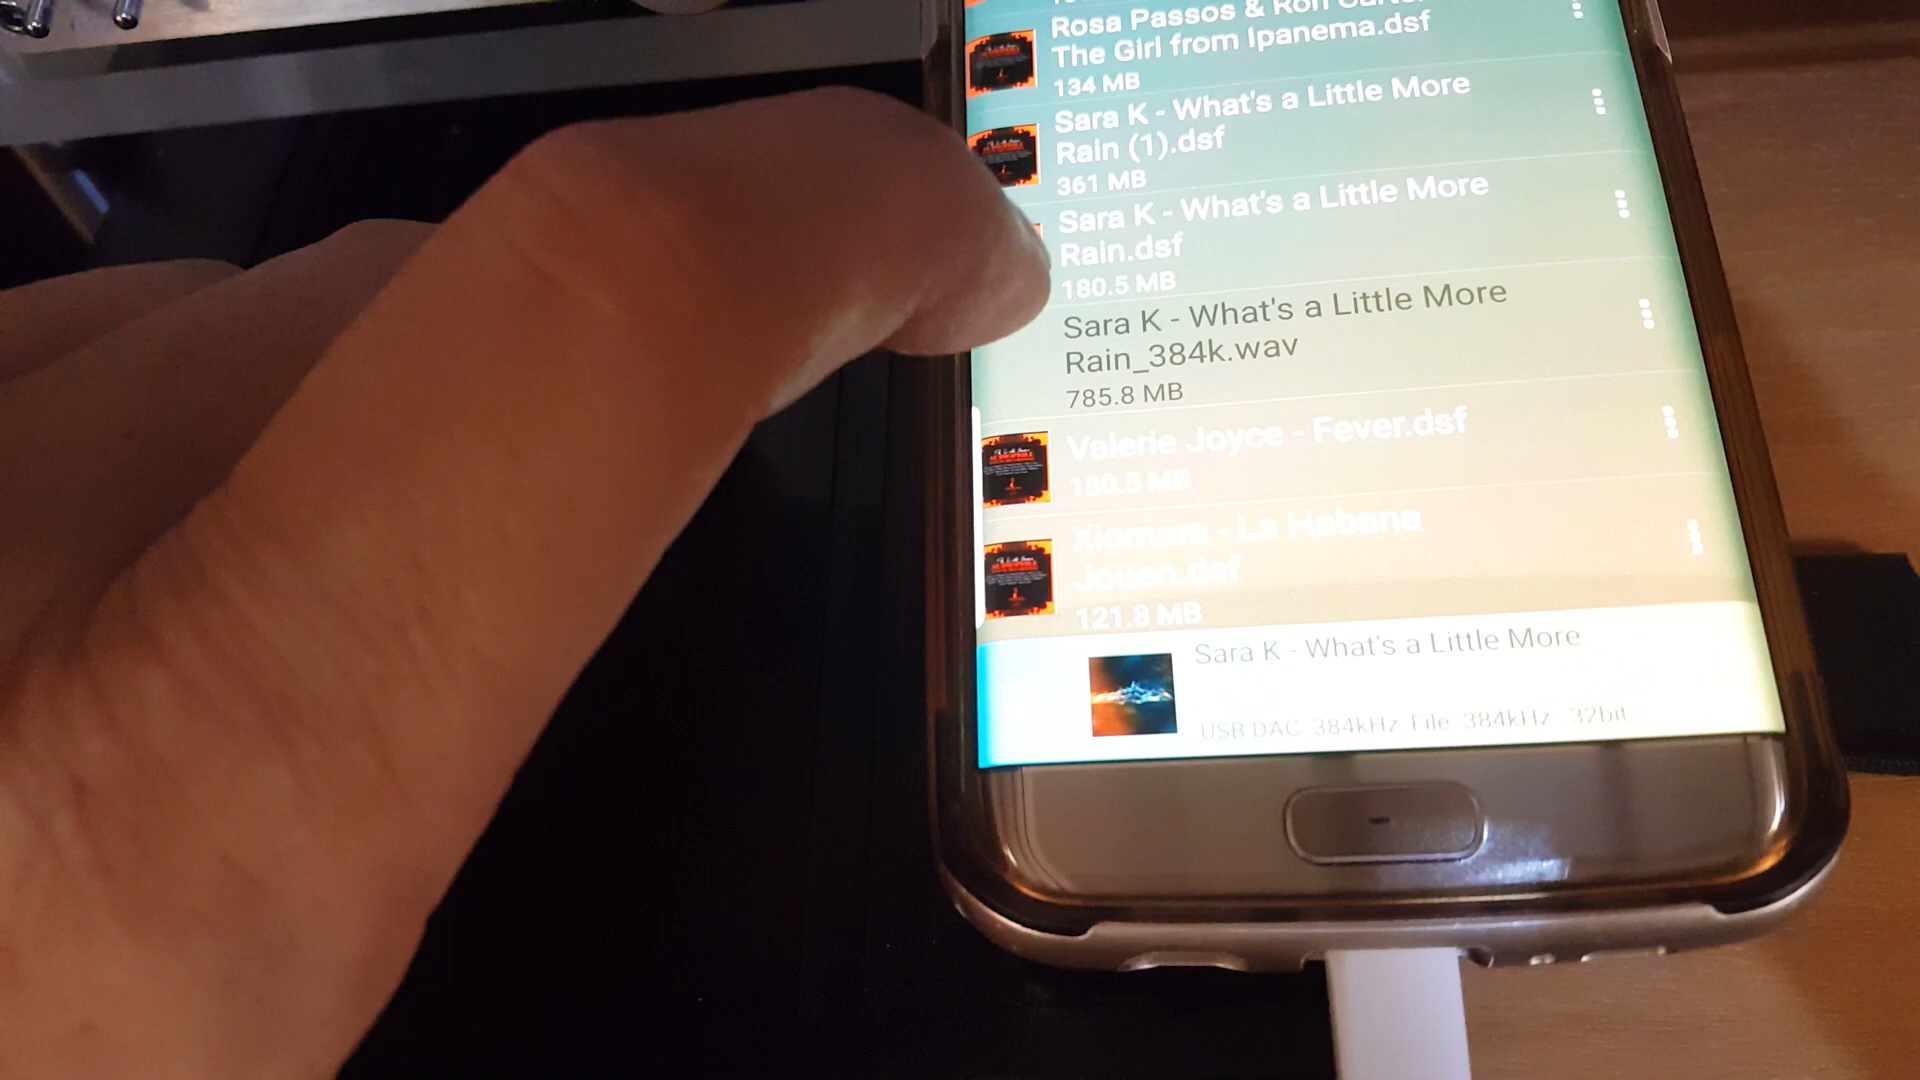 Rosa Passos & Ron
The Girl from Ipanema.dsf
134 MB
Sara K - What's a Little More
Rain (1).dsf
361 MB
Sara K - What's a Little More
Rain.dsf
180.5 MB
Sara K - What's a Little More
Rain_384k.wav
785.8 MB
Valerie Joyce - Fever.dsf
180.5 MB
Xiomara - La Habana
Joven.dsf
121.8 MB
Sara K - What's a Little More
USB DAC 384kHz File 384kHz 32bit